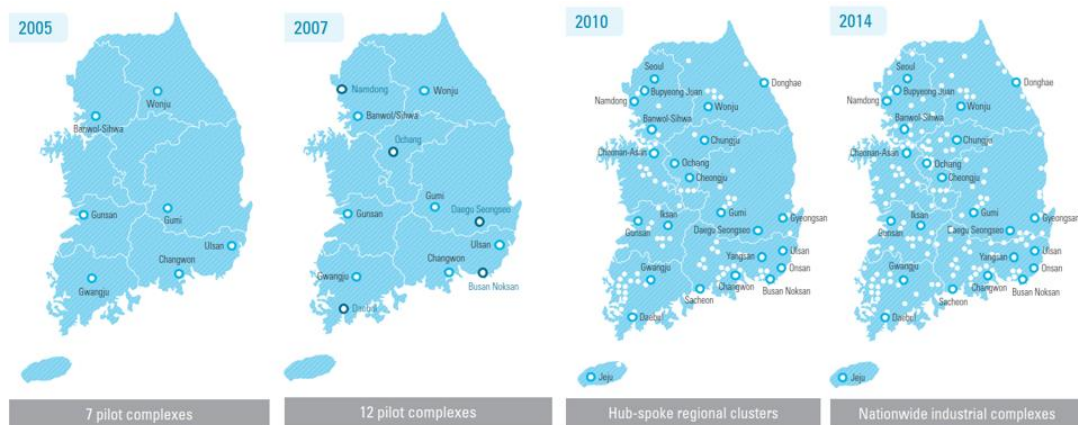 2005
Wonju
Banwol-Sihwa
Gunsan
Gumi
Ulsan
Changwon
Gwangju
7 pilot complexes
2007
Namdong
Wonju
Banwol/Sihwa
Ochang
Gumi
Gunsan
Daegu Seongseo
Ulsan
Changwon
Gwangju
Busan Noksan
Daebul
12 pilot complexes
2010
Seoul
Donghae
Bupyeong Juan
Namdong
Wonju
Banwol-Sihwa
Chungju
Cheonan-Asan
Ochang
Cheongju
Iksan
Gumi
Gyeongsan
Gunsan
Daegu Seongseo
Ulsan
Yangsan
Gwangju
Onsan
Changwon
Busan Noksan
Sacheon
Daebul
Jeju
Hub-spoke regional clusters
2014
Seoul
Donghae
Bupyeong Juan
Namdong
Wonju
Banwol-Sihwa
Chungju
Cheonan-Asan
Ochang
Cheongju
Iksan
Gumi
Gyeongsan
Gunsan
Daegu Seongseo
Ulsan
Yangsan
Gwangju
Onsan
Changwon
Busan Noksan
Sacheon
Daebul
Jeju
Nationwide industrial complexes